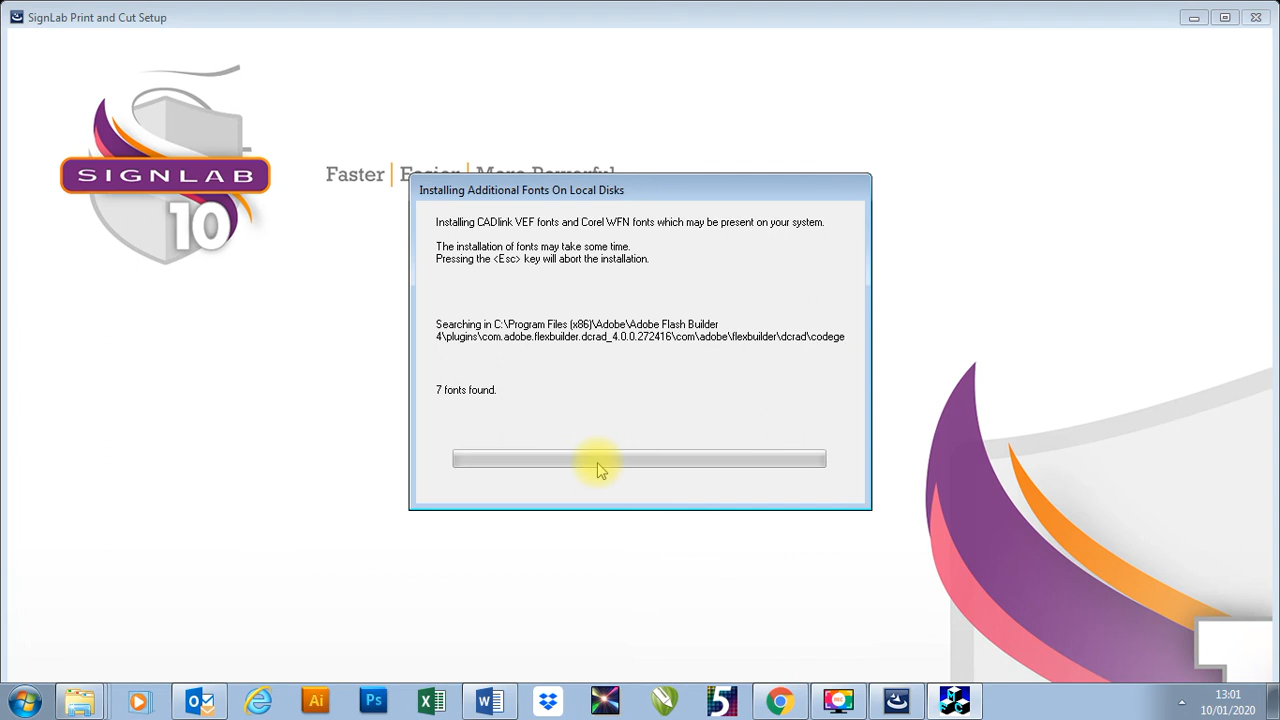 SignLab Print and Cut Setup
SIGNLAB
10
Faster | Easier | More Powerful
Installing Additional Fonts On Local Disks
Installing CADlink VEF fonts and Corel WFN fonts which may be present on your system.
The installation of fonts may take some time.
Pressing the <Esc> key will abort the installation.
Searching in C:\Program Files (x86)\Adobe\Adobe Flash Builder
4\plugins\com.adobe.flexbuilder.dcrad_4.0.0.272416\com\adobe\flexbuilder\dcrad\codege
7 fonts found.
Ai
Ps
5
13:01
10/01/2020